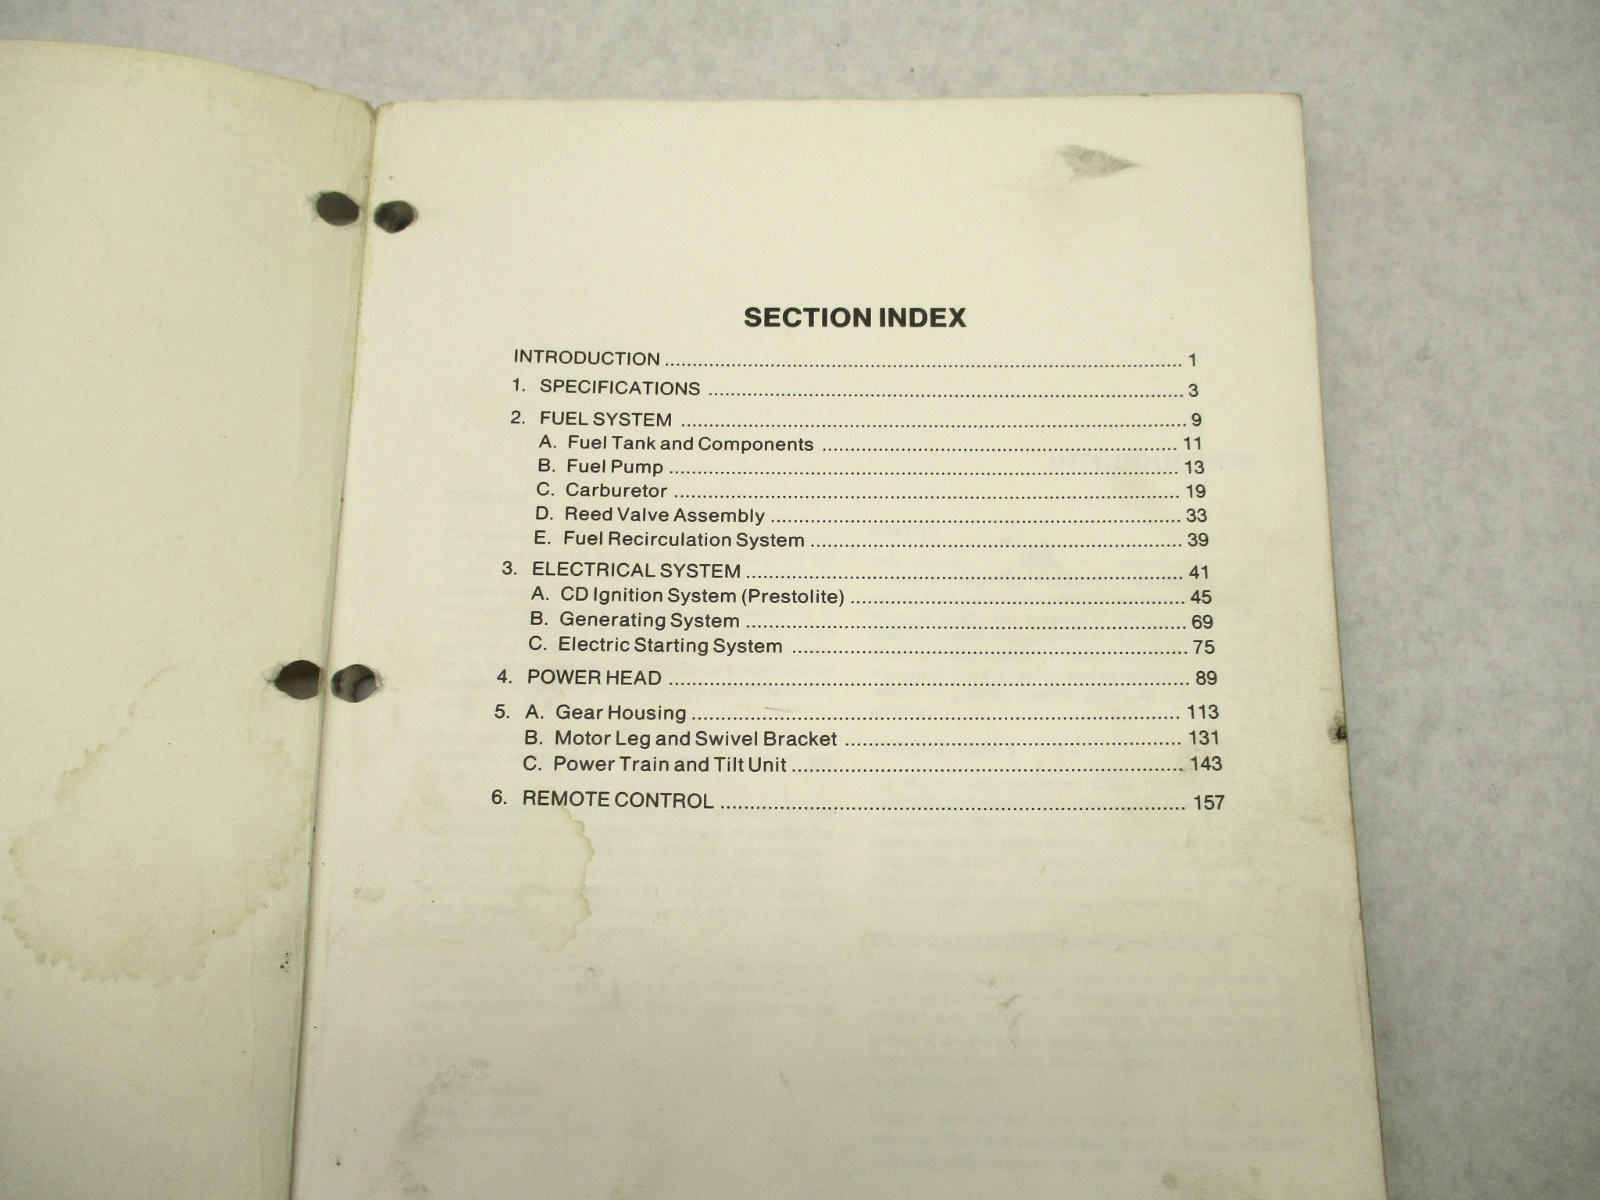 SECTION INDEX
INTRODUCTION ........ 1
1. SPECIFICATIONS ........ 3
2. FUEL SYSTEM ........ 9
A. Fuel Tank and Components ........ 11
B. Fuel Pump ........ 13
C. Carburetor ........ 19
D. Reed Valve Assembly ........ 33
E. Fuel Recirculation System ........ 39
3. ELECTRICAL SYSTEM ........ 41
A. CD Ignition System (Prestolite) ........ 45
B. Generating System ........ 69
C. Electric Starting System ........ 75
4. POWER HEAD ........ 89
5. A. Gear Housing ........ 113
B. Motor Leg and Swivel Bracket ........ 131
C. Power Train and Tilt Unit ........ 143
6. REMOTE CONTROL ........ 157